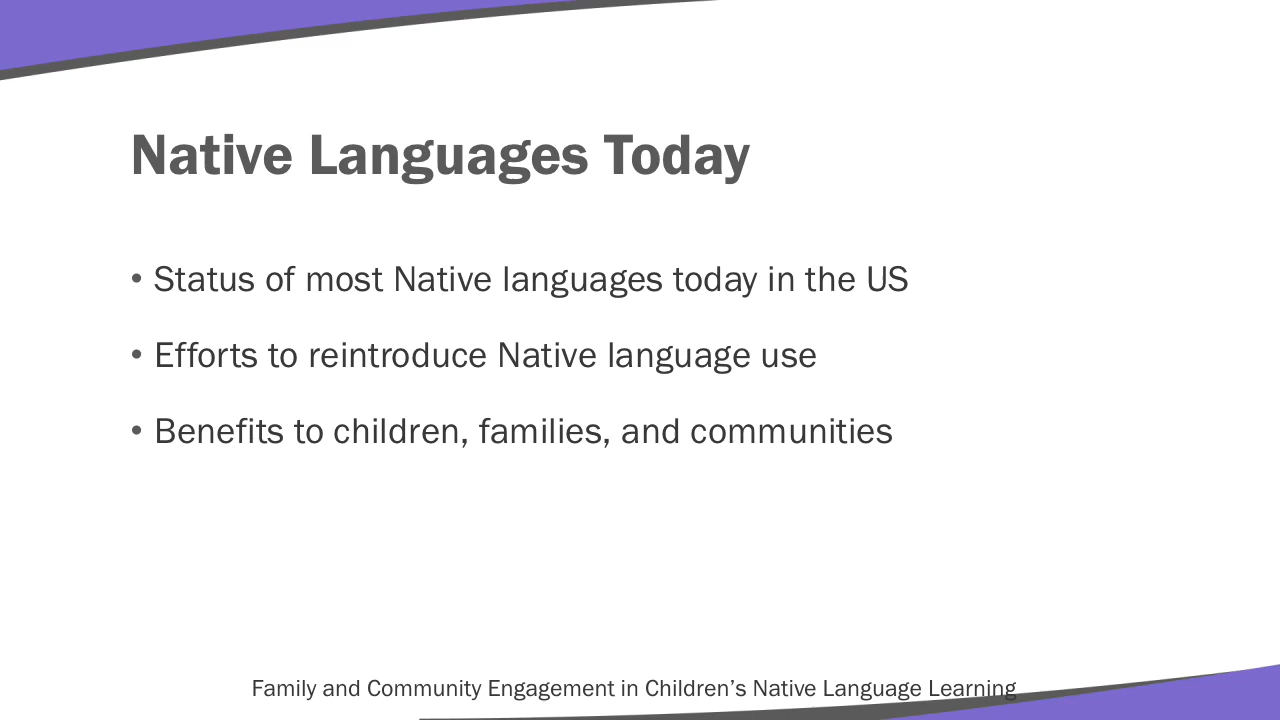 Native Languages Today
• Status of most Native languages today in the US
• Efforts to reintroduce Native language use
• Benefits to children, families, and communities
Family and Community Engagement in Children’s Native Language Learning